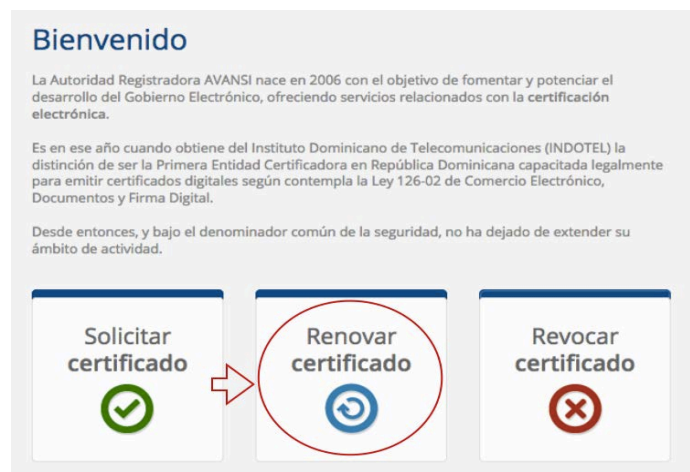 Bienvenido
La Autoridad Registradora AVANSI nace en 2006 con el objetivo de fomentar y potenciar el
desarrollo del Gobierno Electrónico, ofreciendo servicios relacionados con la certificación
electrónica.
Es en ese año cuando obtiene del Instituto Dominicano de Telecomunicaciones (INDOTEL) la
distinción de ser la Primera Entidad Certificadora en República Dominicana capacitada legalmente
para emitir certificados digitales según contempla la Ley 126-02 de Comercio Electrónico,
Documentos y Firma Digital.
Desde entonces, y bajo el denominador común de la seguridad, no ha dejado de extender su
ámbito de actividad.
Solicitar
certificado
Renovar
certificado
Revocar
certificado